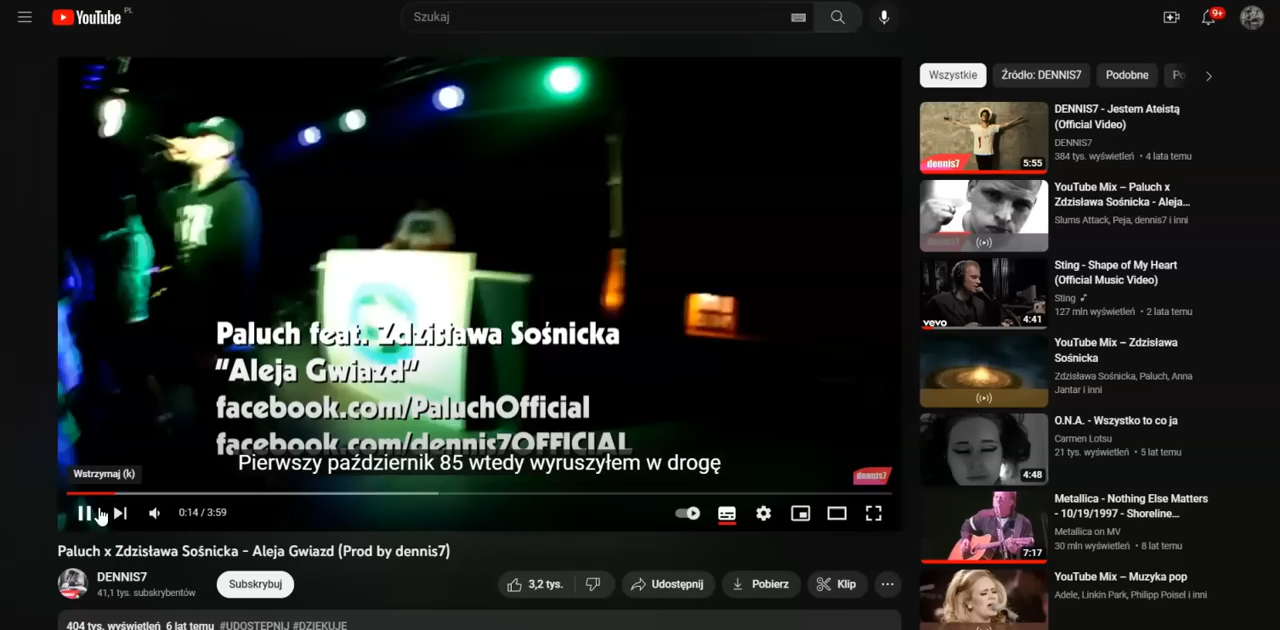 YouTube PL
Szukaj
9+
Paluch feat. Zdzisława Sośnicka
"Aleja Gwiazd"
facebook.com/PaluchOfficial
facebook.com/dennis7OFFICIAL
Pierwszy październik 85 wtedy wyruszyłem w drogę
Wstrzymaj (k)
dennis7
0:14 / 3:59
Paluch x Zdzisława Sośnicka - Aleja Gwiazd (Prod by dennis7)
DENNIS7
41,1 tys. subskrybentów
Subskrybuj
3,2 tys.
Udostępnij
Pobierz
Klip
404 tys. wyświetleń 6 lat temu #UDOSTEPNIJ #DZIĘKUJE
Wszystkie
Źródło: DENNIS7
Podobne
Po
dennis7
5:55
DENNIS7 - Jestem Ateistą
(Official Video)
DENNIS7
384 tys. wyświetleń • 4 lata temu
YouTube Mix – Paluch x
Zdzisława Sośnicka - Aleja...
Slums Attack, Peja, dennis7 i inni
vevo
4:41
Sting - Shape of My Heart
(Official Music Video)
Sting
127 mln wyświetleń • 2 lata temu
YouTube Mix – Zdzisława
Sośnicka
Zdzisława Sośnicka, Paluch, Anna
Jantar i inni
4:48
O.N.A. - Wszystko to co ja
Carmen Lotsu
21 tys. wyświetleń • 5 lat temu
7:17
Metallica - Nothing Else Matters
- 10/19/1997 - Shoreline...
Metallica on MV
30 mln wyświetleń • 8 lat temu
YouTube Mix – Muzyka pop
Adele, Linkin Park, Philipp Poisel i inni